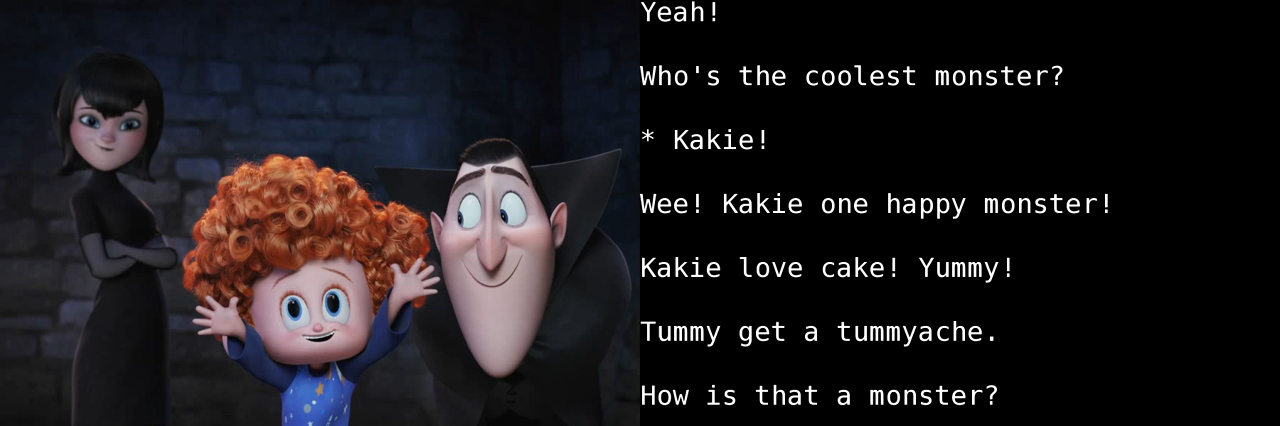 Yeah!
Who's the coolest monster?
* Kakie!
Wee! Kakie one happy monster!
Kakie love cake! Yummy!
Tummy get a tummyache.
How is that a monster?